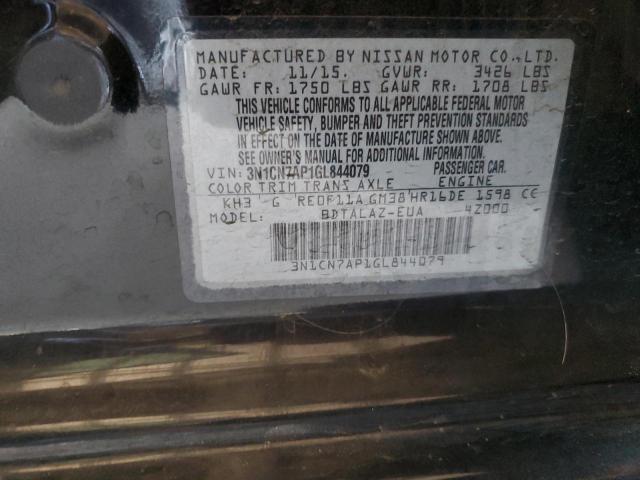 MANUFACTURED BY NISSAN MOTOR CO.,LTD.
DATE: 11/15. GVWR: 3426 LBS
GAWR FR: 1750 LBS GAWR RR: 1708 LBS
THIS VEHICLE CONFORMS TO ALL APPLICABLE FEDERAL MOTOR
VEHICLE SAFETY, BUMPER AND THEFT PREVENTION STANDARDS
IN EFFECT ON THE DATE OF MANUFACTURE SHOWN ABOVE.
SEE OWNER'S MANUAL FOR ADDITIONAL INFORMATION
VIN: 3N1CN7AP1GL844079 PASSENGER CAR.
COLOR TRIM TRANS AXLE ENGINE
KH3 G RE0F11A GM38 HR16DE 1598 CC
MODEL: BDTALAZ-EUA 4Z000
3N1CN7AP1GL844079